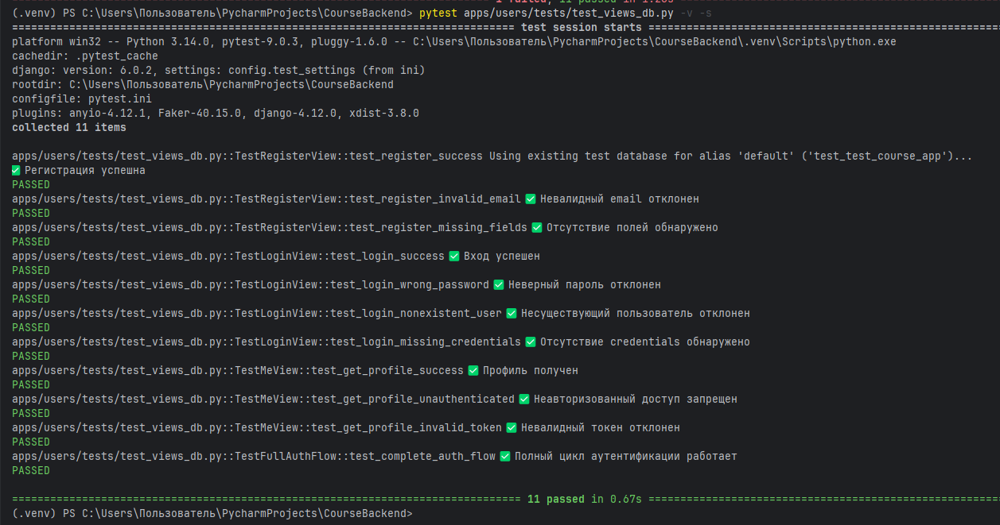 1 failed, 11 passed in 1.28s
(.venv) PS C:\Users\Пользователь\PycharmProjects\CourseBackend> pytest apps/users/tests/test_views_db.py -v -s
================================================================================ test session starts ========================================================
platform win32 -- Python 3.14.0, pytest-9.0.3, pluggy-1.6.0 -- C:\Users\Пользователь\PycharmProjects\CourseBackend\.venv\Scripts\python.exe
cachedir: .pytest_cache
django: version: 6.0.2, settings: config.test_settings (from ini)
rootdir: C:\Users\Пользователь\PycharmProjects\CourseBackend
configfile: pytest.ini
plugins: anyio-4.12.1, Faker-40.15.0, django-4.12.0, xdist-3.8.0
collected 11 items
apps/users/tests/test_views_db.py::TestRegisterView::test_register_success Using existing test database for alias 'default' ('test_test_course_app')...
✅ Регистрация успешна
PASSED
apps/users/tests/test_views_db.py::TestRegisterView::test_register_invalid_email ✅ Невалидный email отклонен
PASSED
apps/users/tests/test_views_db.py::TestRegisterView::test_register_missing_fields ✅ Отсутствие полей обнаружено
PASSED
apps/users/tests/test_views_db.py::TestLoginView::test_login_success ✅ Вход успешен
PASSED
apps/users/tests/test_views_db.py::TestLoginView::test_login_wrong_password ✅ Неверный пароль отклонен
PASSED
apps/users/tests/test_views_db.py::TestLoginView::test_login_nonexistent_user ✅ Несуществующий пользователь отклонен
PASSED
apps/users/tests/test_views_db.py::TestLoginView::test_login_missing_credentials ✅ Отсутствие credentials обнаружено
PASSED
apps/users/tests/test_views_db.py::TestMeView::test_get_profile_success ✅ Профиль получен
PASSED
apps/users/tests/test_views_db.py::TestMeView::test_get_profile_unauthenticated ✅ Неавторизованный доступ запрещен
PASSED
apps/users/tests/test_views_db.py::TestMeView::test_get_profile_invalid_token ✅ Невалидный токен отклонен
PASSED
apps/users/tests/test_views_db.py::TestFullAuthFlow::test_complete_auth_flow ✅ Полный цикл аутентификации работает
PASSED
================================================================================ 11 passed in 0.67s ========================================================
(.venv) PS C:\Users\Пользователь\PycharmProjects\CourseBackend>